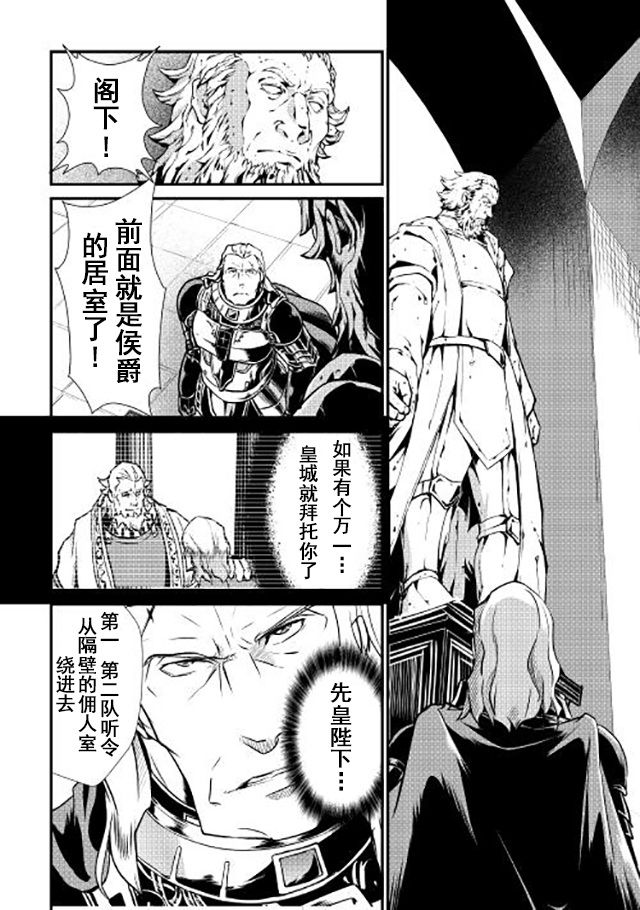 阁下！
前面就是侯爵
的居室了！
如果有个万一…
皇城就拜托你了
先皇
陛下…
第一 第二队听令
从隔壁的佣人室
绕进去